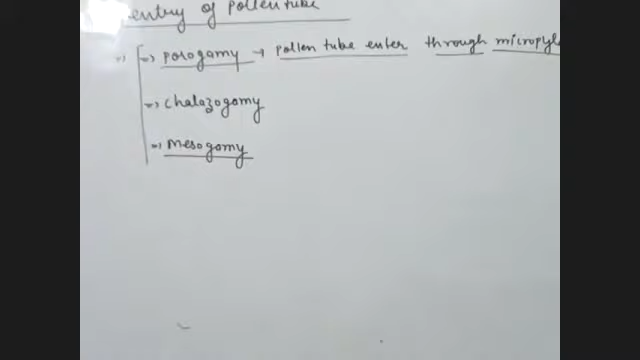 entry of pollen tube
=> => porogamy → pollen tube enter through micropyle
=> chalazogamy
=> mesogamy